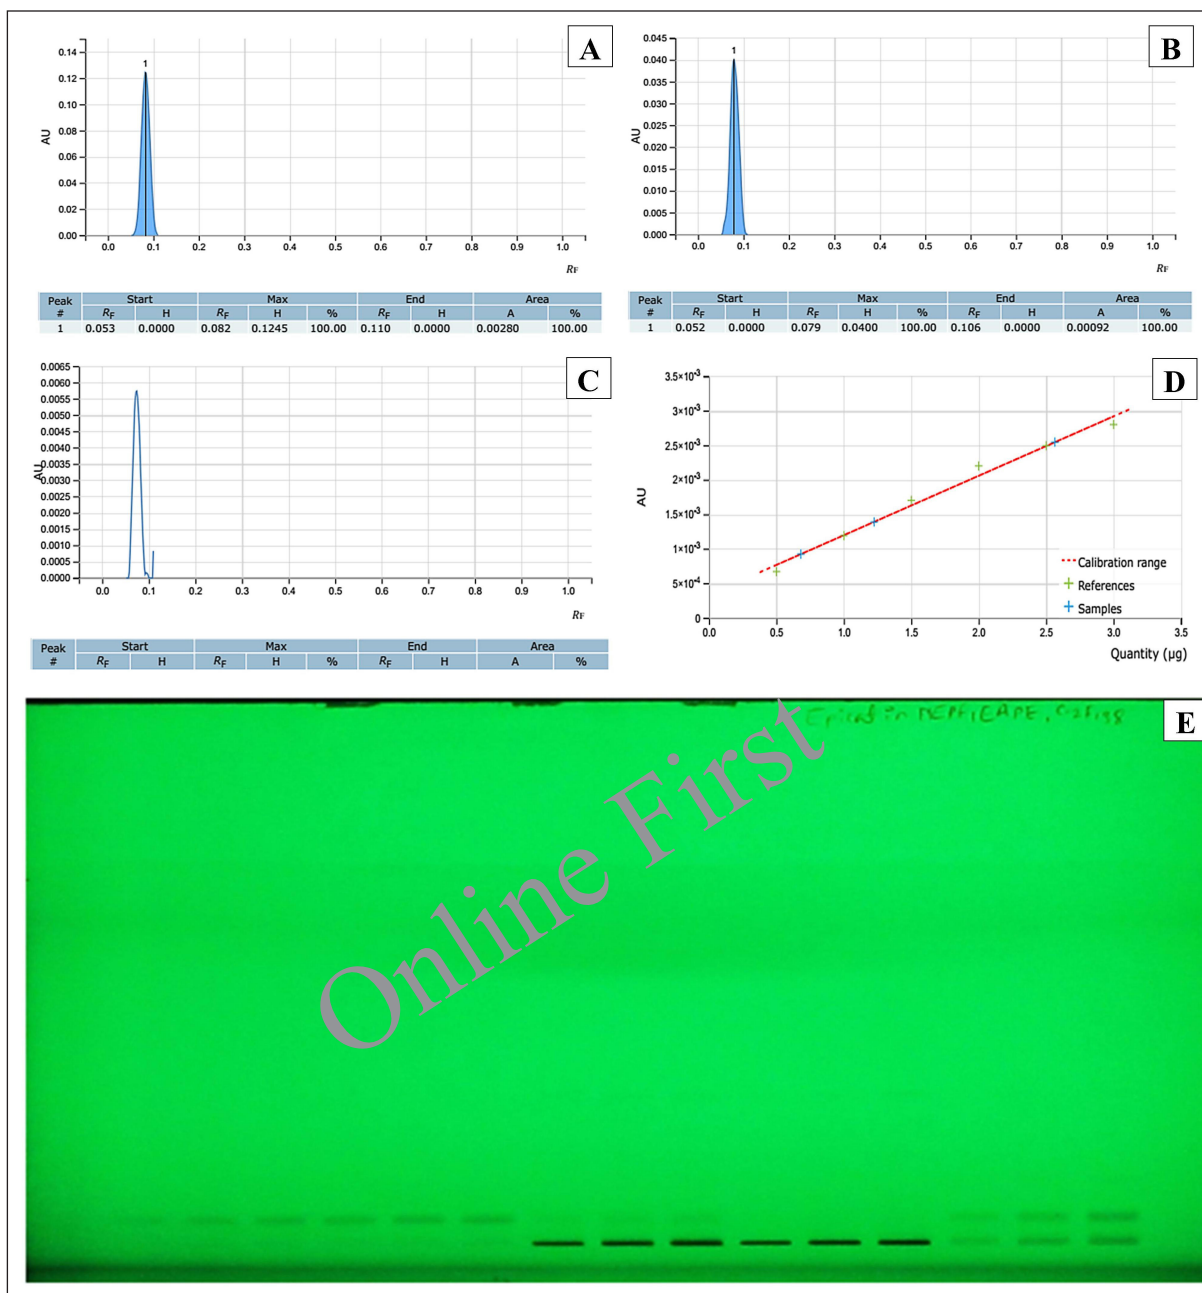 A
0.14
0.12
0.10
0.08
0.06
0.04
0.02
0.00
AU
1
0.0 0.1 0.2 0.3 0.4 0.5 0.6 0.7 0.8 0.9 1.0
RF
Peak Start Max End Area
# RF H RF H % RF H A %
1 0.053 0.0000 0.082 0.1245 100.00 0.110 0.0000 0.00280 100.00
B
0.045
0.040
0.035
0.030
0.025
0.020
0.015
0.010
0.005
0.000
AU
1
0.0 0.1 0.2 0.3 0.4 0.5 0.6 0.7 0.8 0.9 1.0
RF
Peak Start Max End Area
# RF H RF H % RF H A %
1 0.052 0.0000 0.079 0.0400 100.00 0.106 0.0000 0.00092 100.00
C
0.0065
0.0060
0.0055
0.0050
0.0045
0.0040
0.0035
0.0030
0.0025
0.0020
0.0015
0.0010
0.0005
0.0000
AU
0.0 0.1 0.2 0.3 0.4 0.5 0.6 0.7 0.8 0.9 1.0
RF
Peak Start Max End Area
# RF H RF H % RF H A %
D
3.5×10⁻³
3×10⁻³
2.5×10⁻³
2×10⁻³
1.5×10⁻³
1×10⁻³
5×10⁻⁴
0
AU
0.0 0.5 1.0 1.5 2.0 2.5 3.0 3.5
Quantity (µg)
Calibration range
References
Samples
E
Online First